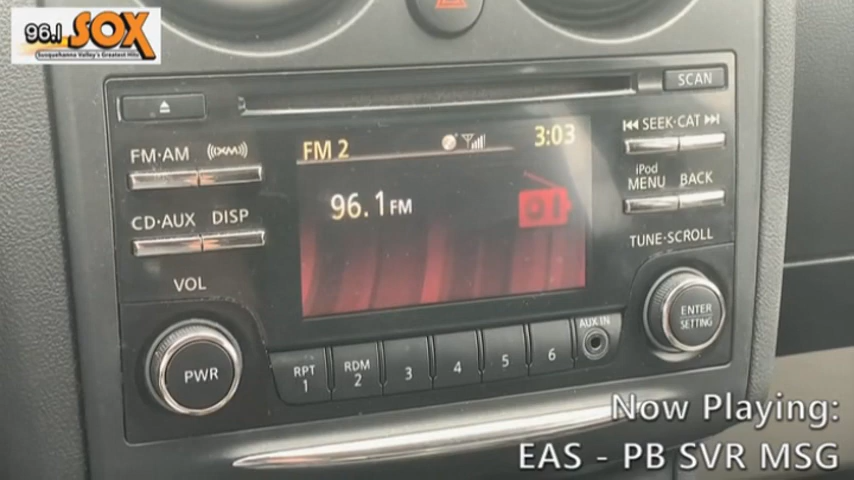 96.1 SOX
Susquehanna Valley's Greatest Hits
SCAN
FM·AM
((XM))
FM 2
3:03
SEEK·CAT
iPod
MENU
BACK
96.1 FM
CD·AUX
DISP
TUNE·SCROLL
VOL
ENTER
SETTING
AUX IN
PWR
RPT
1
RDM
2
3
4
5
6
Now Playing:
EAS - PB SVR MSG